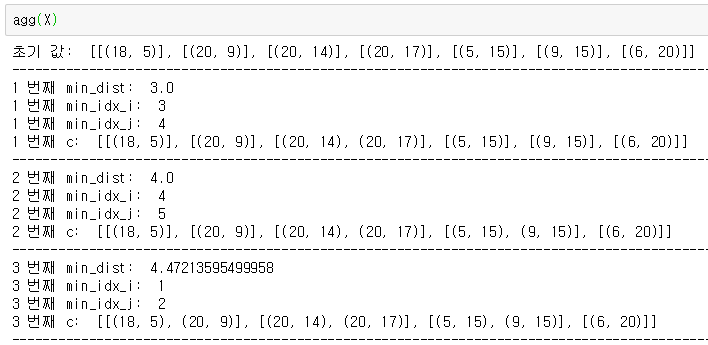 agg(X)
초기 값:  [[(18, 5)], [(20, 9)], [(20, 14)], [(20, 17)], [(5, 15)], [(9, 15)], [(6, 20)]]
------------------------------------------------------------------------------------------
1 번째 min_dist:  3.0
1 번째 min_idx_i:  3
1 번째 min_idx_j:  4
1 번째 c:  [[(18, 5)], [(20, 9)], [(20, 14), (20, 17)], [(5, 15)], [(9, 15)], [(6, 20)]]
------------------------------------------------------------------------------------------
2 번째 min_dist:  4.0
2 번째 min_idx_i:  4
2 번째 min_idx_j:  5
2 번째 c:  [[(18, 5)], [(20, 9)], [(20, 14), (20, 17)], [(5, 15), (9, 15)], [(6, 20)]]
------------------------------------------------------------------------------------------
3 번째 min_dist:  4.47213595499958
3 번째 min_idx_i:  1
3 번째 min_idx_j:  2
3 번째 c:  [[(18, 5), (20, 9)], [(20, 14), (20, 17)], [(5, 15), (9, 15)], [(6, 20)]]
------------------------------------------------------------------------------------------